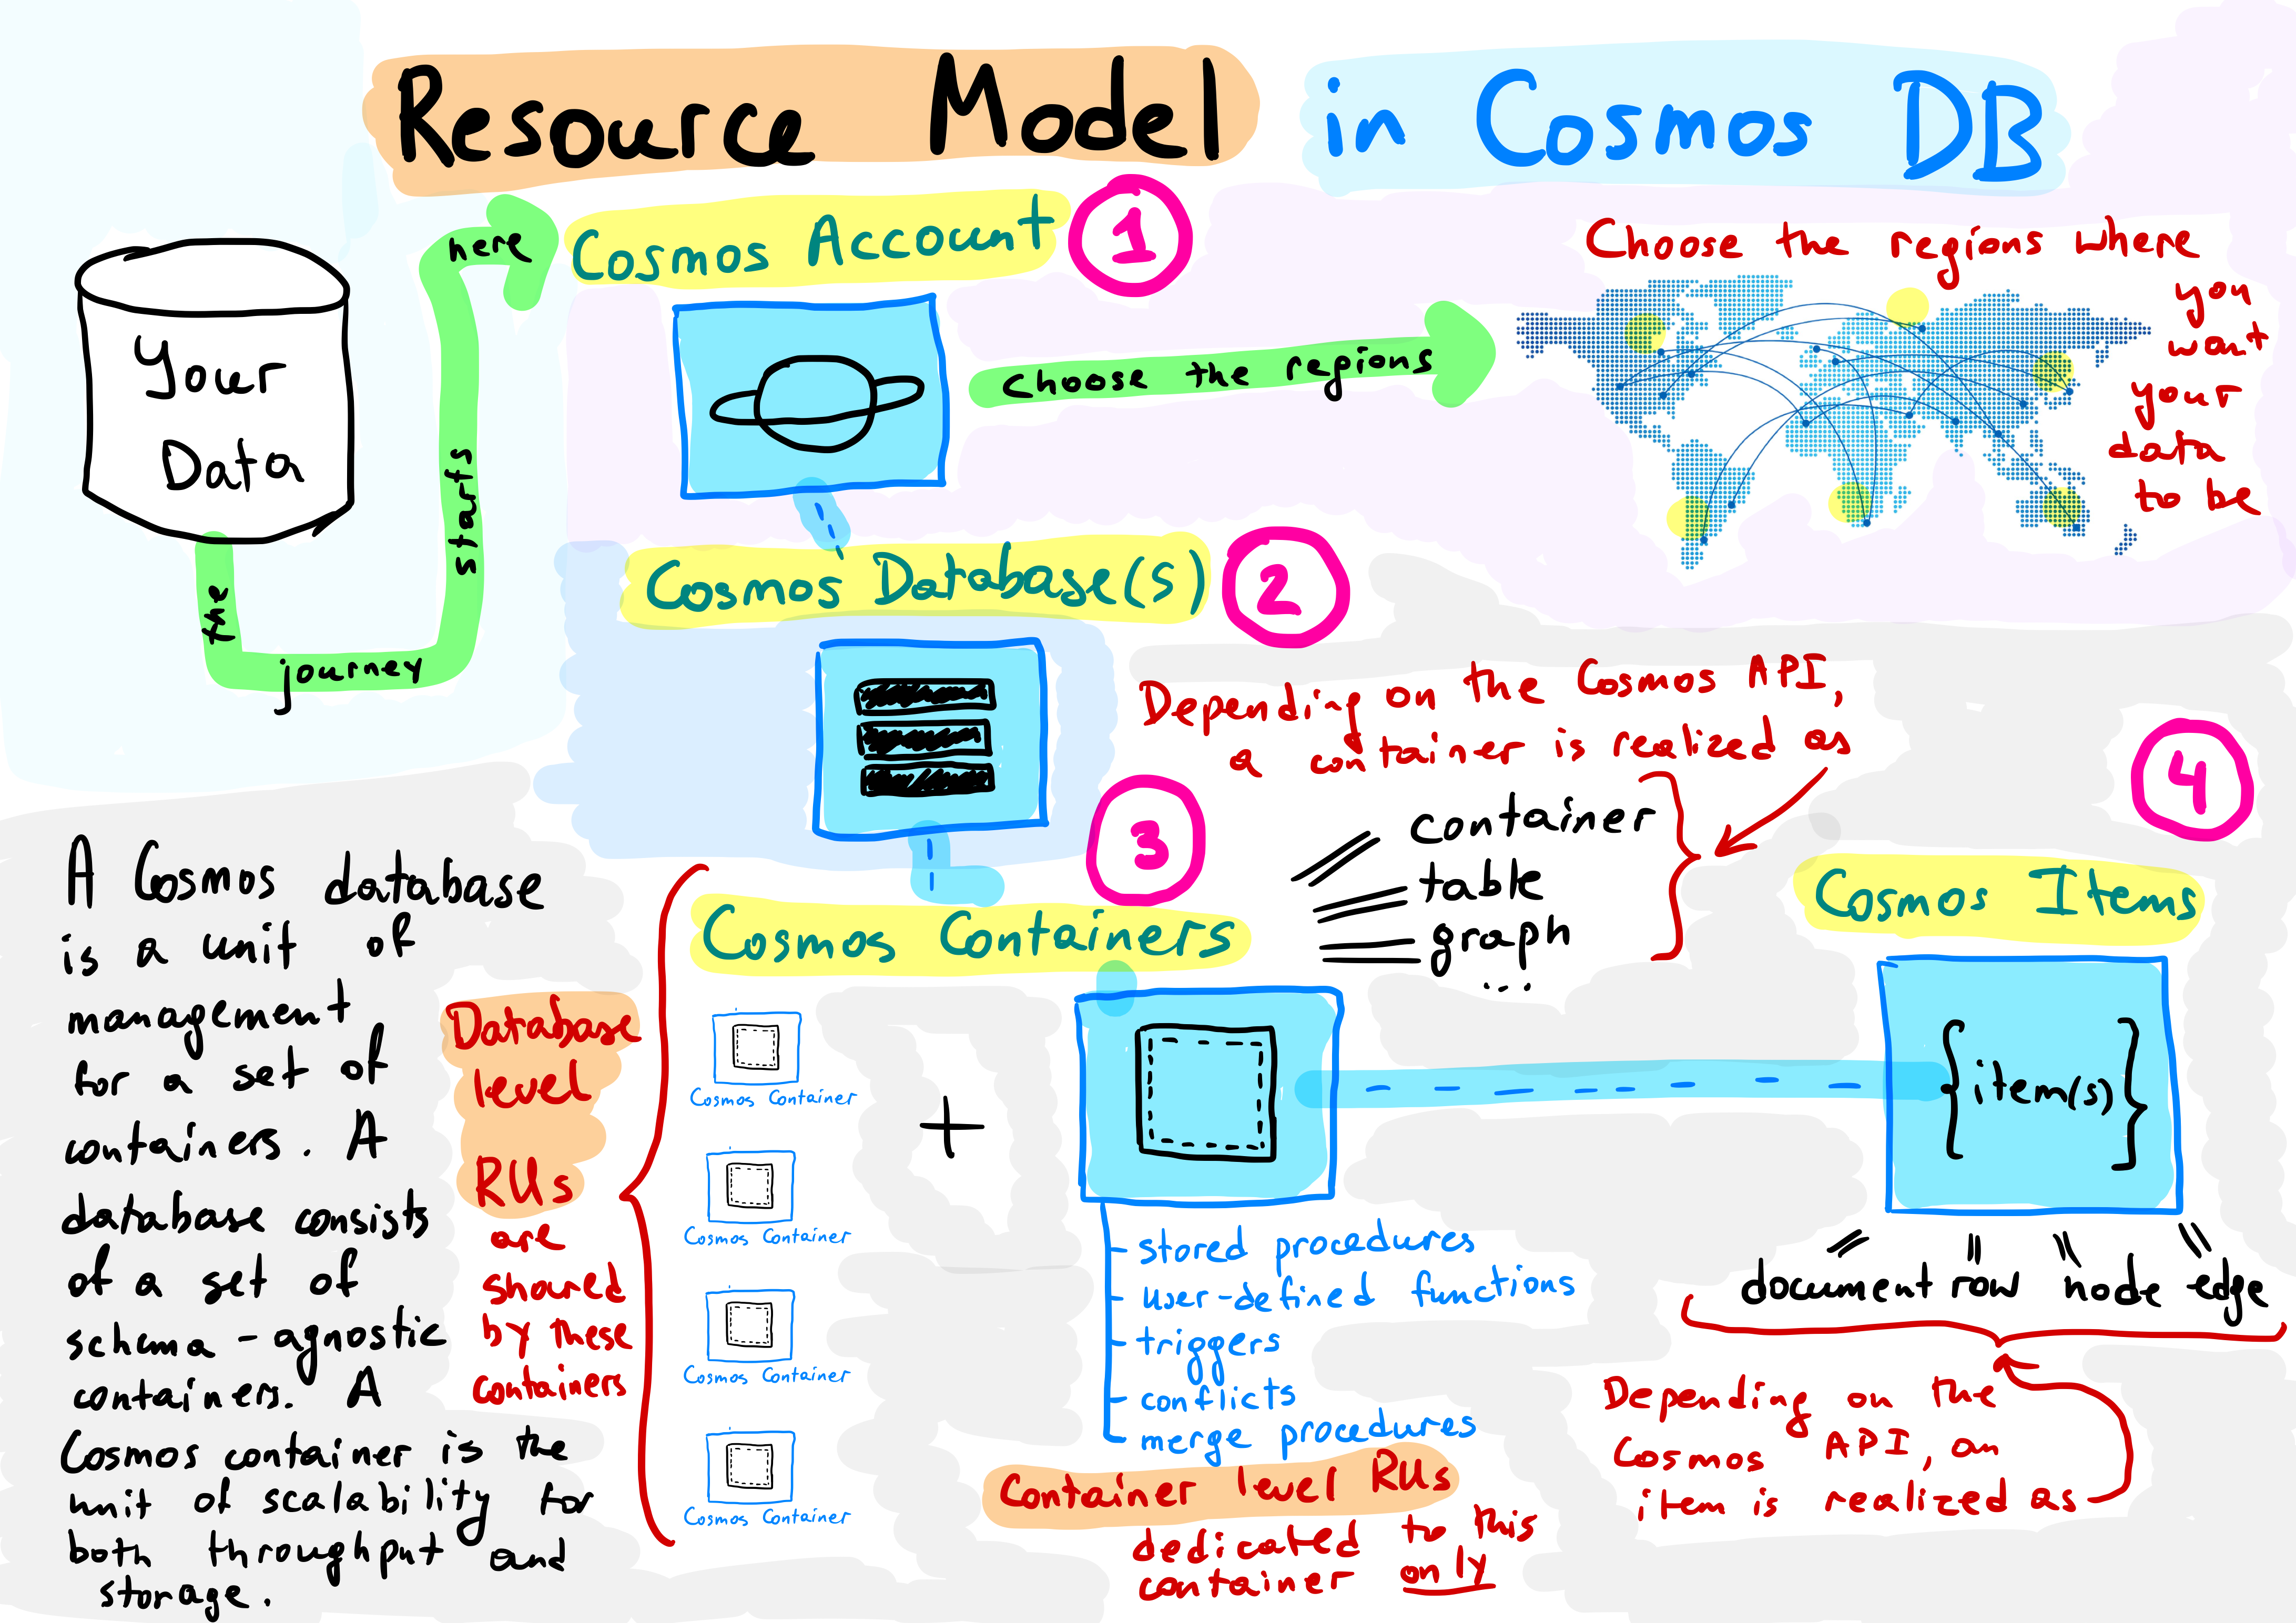 Resource Model in Cosmos DB
Your
Data
the
journey
starts
here
Cosmos Account
1
choose the regions
Choose the regions where
you
want
your
data
to be
Cosmos Database(s)
2
Depending on the Cosmos API,
a container is realized as
container
table
graph
...
3
Cosmos Containers
A Cosmos database
is a unit of
management
for a set of
containers. A
database consists
of a set of
schema-agnostic
containers. A
Cosmos container is the
unit of scalability for
both throughput and
storage.
Database
level
RUs
are
shared
by these
containers
Cosmos Container
Cosmos Container
Cosmos Container
Cosmos Container
+
- stored procedures
- user-defined functions
- triggers
- conflicts
- merge procedures
Container level RUs
dedicated to this
container only
4
Cosmos Items
{item(s)}
document row node edge
Depending on the
Cosmos API, an
item is realized as